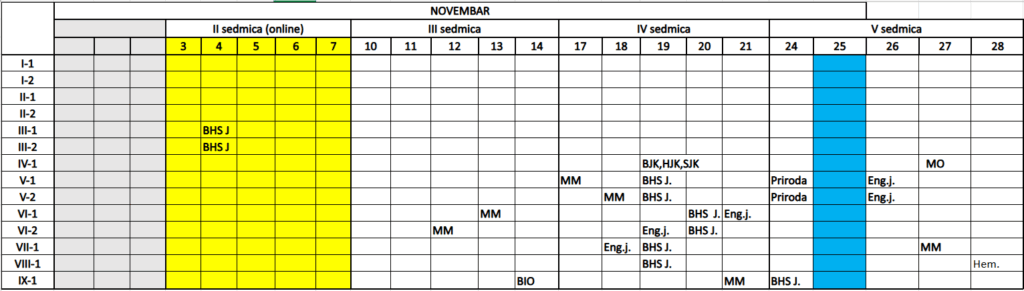 NOVEMBAR
II sedmica (online) III sedmica IV sedmica V sedmica
3 4 5 6 7 10 11 12 13 14 17 18 19 20 21 24 25 26 27 28
I-1
I-2
II-1
II-2
III-1 BHS J
III-2 BHS J
IV-1 BJK,HJK,SJK MO
V-1 MM BHS J. Priroda Eng.j.
V-2 MM BHS J. Priroda Eng.j.
VI-1 MM BHS J. Eng.j.
VI-2 MM Eng.j. BHS J.
VII-1 Eng.j. BHS J. MM
VIII-1 BHS J. Hem.
IX-1 BIO MM BHS J.